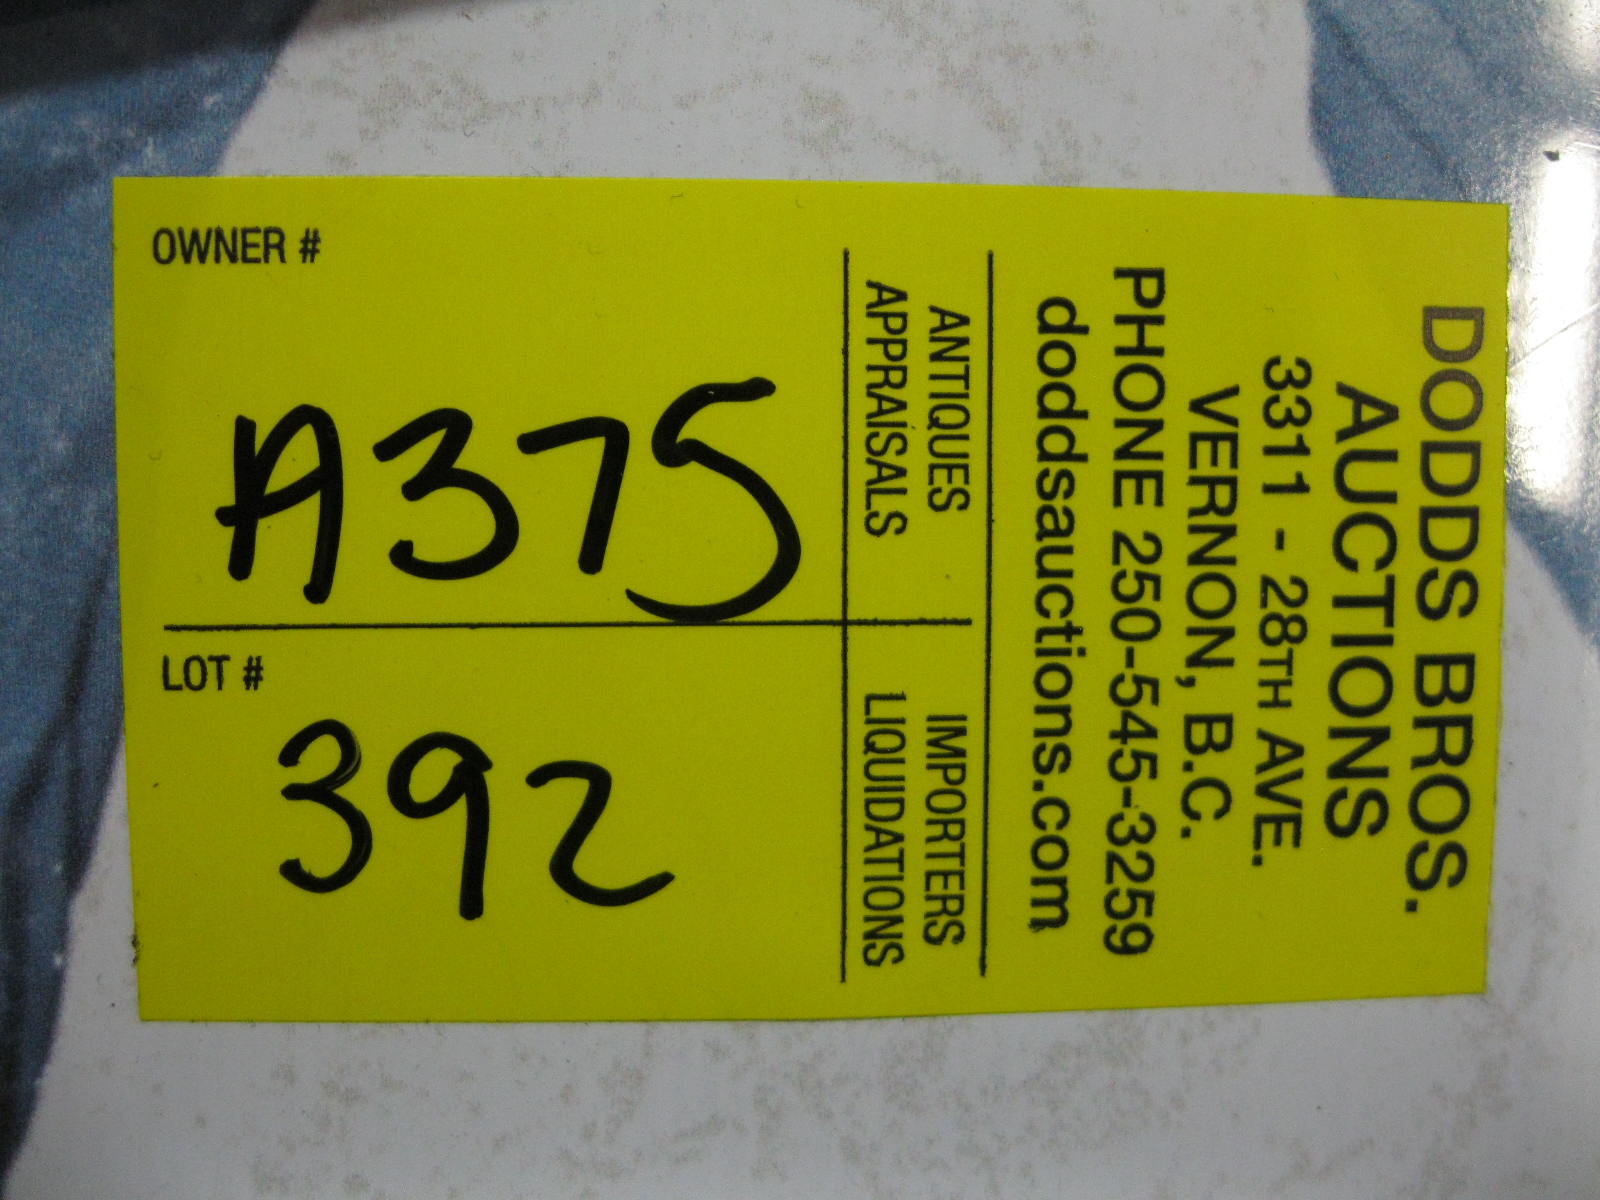 DODDS BROS.
AUCTIONS
3311 - 28TH AVE.
VERNON, B.C.
PHONE 250-545-3259
doddsauctions.com
ANTIQUES IMPORTERS
APPRAISALS LIQUIDATIONS
OWNER #
A375
LOT #
392